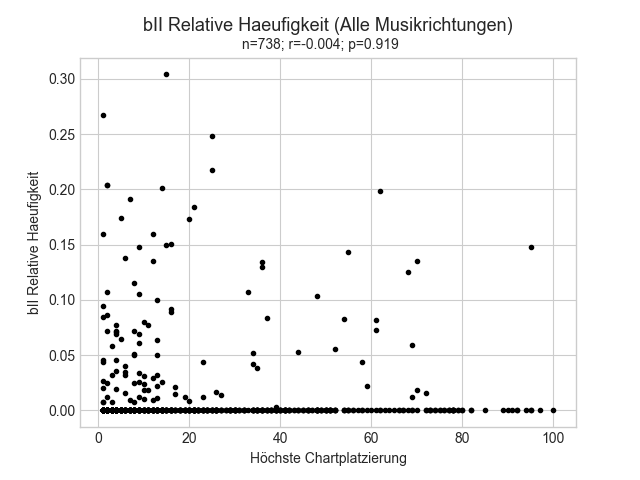 bII Relative Haeufigkeit (Alle Musikrichtungen)
n=738; r=-0.004; p=0.919
bII Relative Haeufigkeit
0.30
0.25
0.20
0.15
0.10
0.05
0.00
0 20 40 60 80 100
Höchste Chartplatzierung